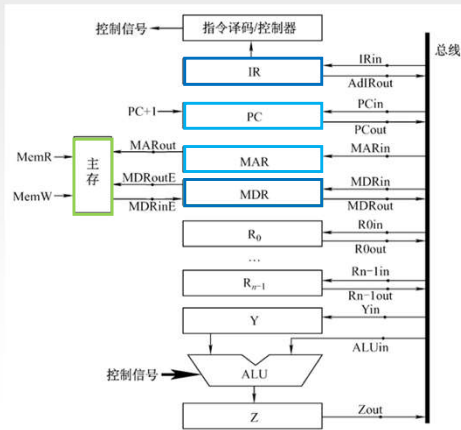 控制信号
指令译码/控制器
总线
IRin
IR
AdIRout
PC+1
PC
PCin
PCout
MemR
主存
MARout
MAR
MARin
MDRoutE
MDR
MDRin
MemW
MDRinE
MDRout
R0
R0in
R0out
...
Rn-1in
Rn-1
Rn-1out
Y
Yin
ALUin
控制信号
ALU
Z
Zout